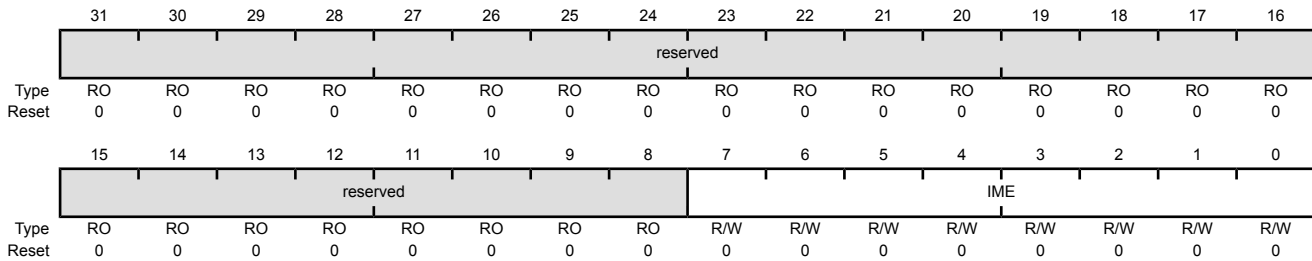 31 30 29 28 27 26 25 24 23 22 21 20 19 18 17 16
reserved
Type RO RO RO RO RO RO RO RO RO RO RO RO RO RO RO RO
Reset 0 0 0 0 0 0 0 0 0 0 0 0 0 0 0 0
15 14 13 12 11 10 9 8 7 6 5 4 3 2 1 0
reserved IME
Type RO RO RO RO RO RO RO RO R/W R/W R/W R/W R/W R/W R/W R/W
Reset 0 0 0 0 0 0 0 0 0 0 0 0 0 0 0 0